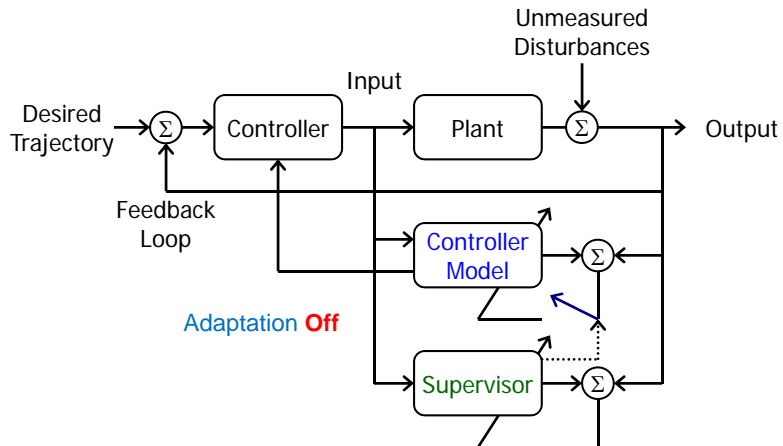 Unmeasured
Disturbances
Input
Desired
Trajectory
Σ
Controller
Plant
Σ
Output
Feedback
Loop
Controller
Model
Σ
Adaptation Off
Supervisor
Σ